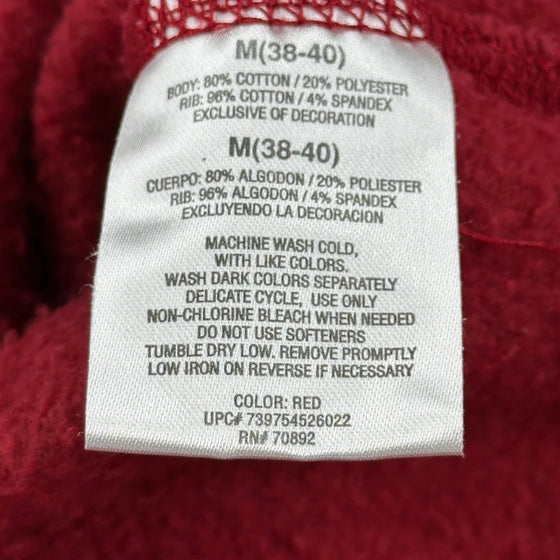 M(38-40)
BODY: 80% COTTON / 20% POLYESTER
RIB: 96% COTTON / 4% SPANDEX
EXCLUSIVE OF DECORATION
M(38-40)
CUERPO: 80% ALGODON / 20% POLIESTER
RIB: 96% ALGODON / 4% SPANDEX
EXCLUYENDO LA DECORACION
MACHINE WASH COLD,
WITH LIKE COLORS.
WASH DARK COLORS SEPARATELY
DELICATE CYCLE, USE ONLY
NON-CHLORINE BLEACH WHEN NEEDED
DO NOT USE SOFTENERS
TUMBLE DRY LOW. REMOVE PROMPTLY
LOW IRON ON REVERSE IF NECESSARY
COLOR: RED
UPC# 739754526022
RN# 70892